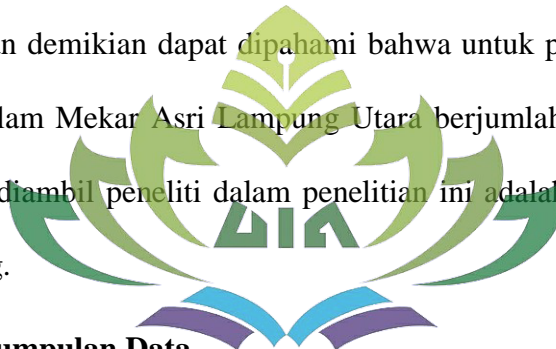 n demikian dapat dipahami bahwa untuk p
lam Mekar Asri Lampung Utara berjumlah
diambil peneliti dalam penelitian ini adalah
g.
UIN
umpulan Data